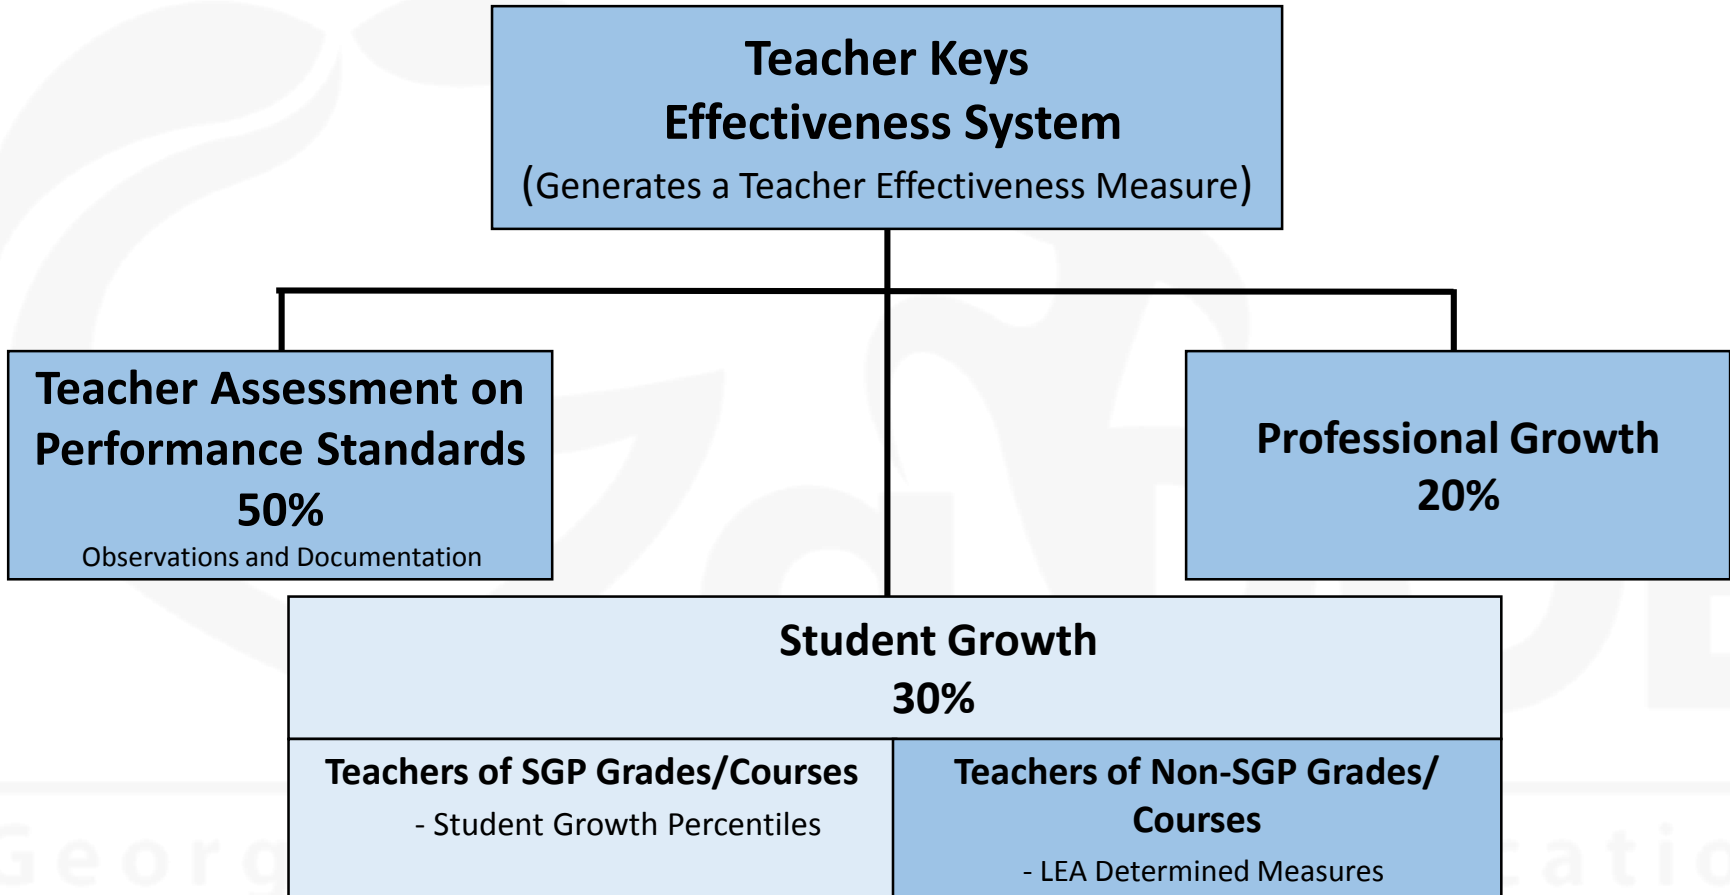 Teacher Keys
Effectiveness System
(Generates a Teacher Effectiveness Measure)
Teacher Assessment on
Performance Standards
50%
Observations and Documentation
Professional Growth
20%
Student Growth
30%
Teachers of SGP Grades/Courses
- Student Growth Percentiles
Teachers of Non-SGP Grades/
Courses
- LEA Determined Measures